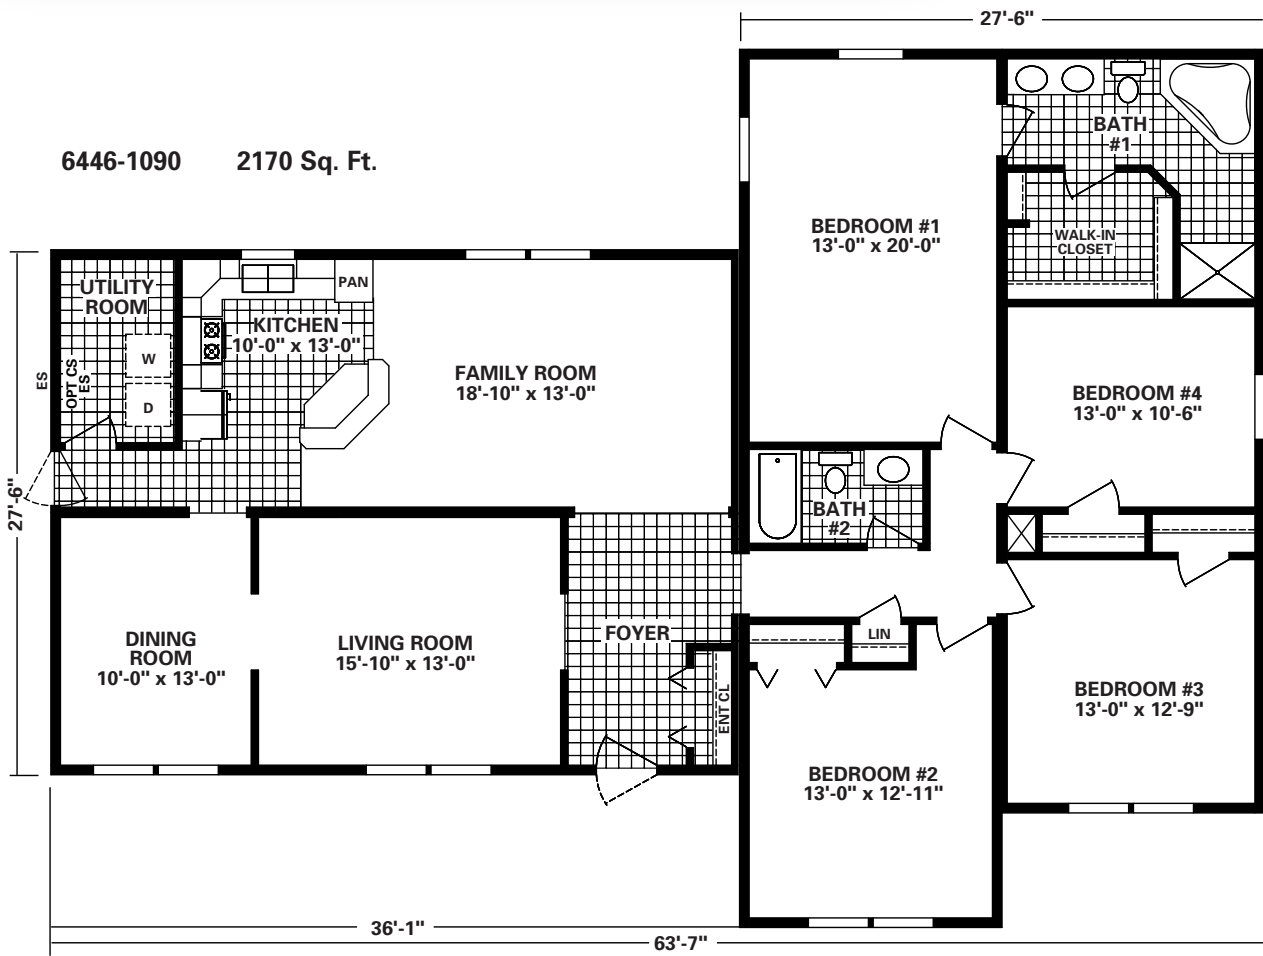 27'-6"
6446-1090 2170 Sq. Ft.
BATH
#1
BEDROOM #1
13'-0" x 20'-0"
WALK-IN
CLOSET
UTILITY
ROOM
PAN
KITCHEN
10'-0" x 13'-0"
W
D
ES
OPT CS
ES
FAMILY ROOM
18'-10" x 13'-0"
BEDROOM #4
13'-0" x 10'-6"
27'-6"
BATH
#2
DINING
ROOM
10'-0" x 13'-0"
LIVING ROOM
15'-10" x 13'-0"
FOYER
ENT CL
LIN
BEDROOM #3
13'-0" x 12'-9"
BEDROOM #2
13'-0" x 12'-11"
36'-1"
63'-7"